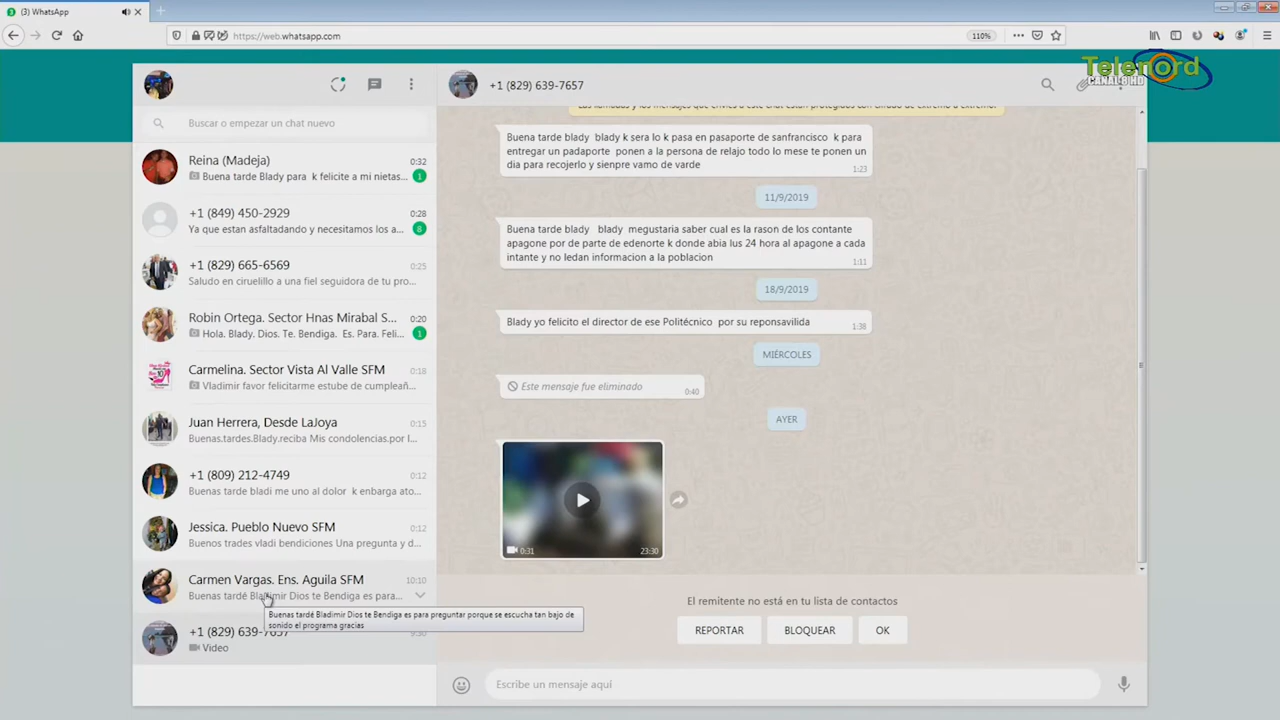 (3) WhatsApp
https://web.whatsapp.com
110%
Telenord
CANAL 8 HD
Buscar o empezar un chat nuevo
Reina (Madeja)
0:32
Buena tarde Blady para k felicite a mi nietas...
1
+1 (849) 450-2929
0:28
Ya que estan asfaltadando y necesitamos los a...
8
+1 (829) 665-6569
0:25
Saludo en ciruelillo a una fiel seguidora de tu pro...
Robin Ortega. Sector Hnas Mirabal S...
0:20
Hola. Blady. Dios. Te. Bendiga. Es. Para. Feli...
1
Carmelina. Sector Vista Al Valle SFM
0:18
Vladimir favor felicitarme estube de cumpleañ...
Juan Herrera, Desde LaJoya
0:15
Buenas.tardes.Blady.reciba Mis condolencias.por l...
+1 (809) 212-4749
0:12
Buenas tarde bladi me uno al dolor k enbarga ato...
Jessica. Pueblo Nuevo SFM
0:12
Buenos trades vladi bendiciones Una pregunta y d...
Carmen Vargas. Ens. Aguila SFM
10:10
Buenas tardé Bladimir Dios te Bendiga es para...
Buenas tardé Bladimir Dios te Bendiga es para preguntar porque se escucha tan bajo de
sonido el programa gracias
+1 (829) 639-7657
Video
+1 (829) 639-7657
Buena tarde blady blady k sera lo k pasa en pasaporte de sanfrancisco k para
entregar un padaporte ponen a la persona de relajo todo lo mese te ponen un
dia para recojerlo y sienpre vamo de varde
1:23
11/9/2019
Buena tarde blady blady megustaria saber cual es la rason de los contante
apagone por de parte de edenorte k donde abia lus 24 hora al apagone a cada
intante y no ledan informacion a la poblacion
1:11
18/9/2019
Blady yo felicito el director de ese Politécnico por su reponsavilida
1:38
MIÉRCOLES
Este mensaje fue eliminado
0:40
AYER
0:31
23:30
El remitente no está en tu lista de contactos
REPORTAR
BLOQUEAR
OK
Escribe un mensaje aquí